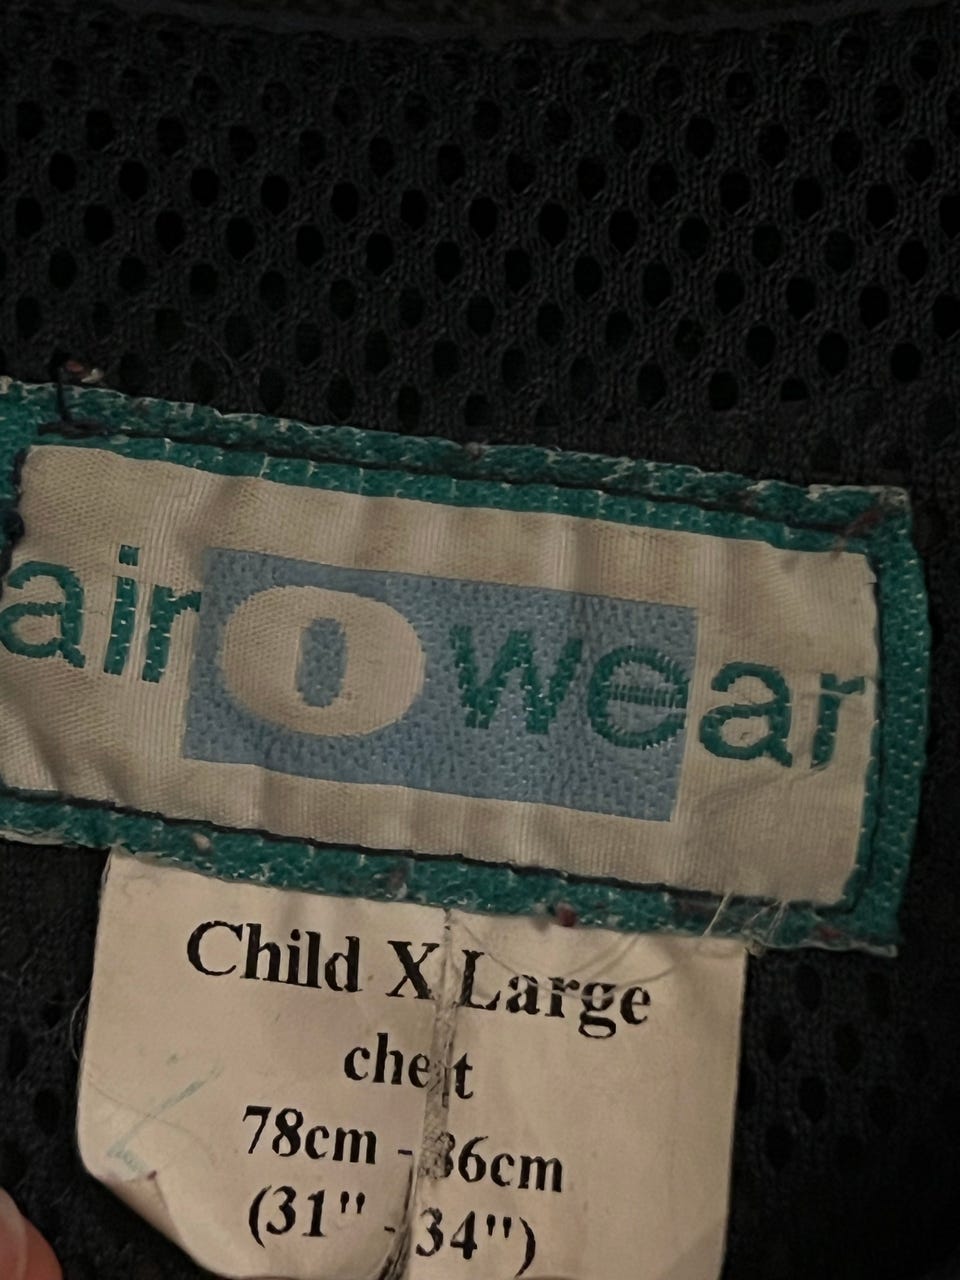 airowear
Child X Large
chest
78cm - 86cm
(31" - 34")